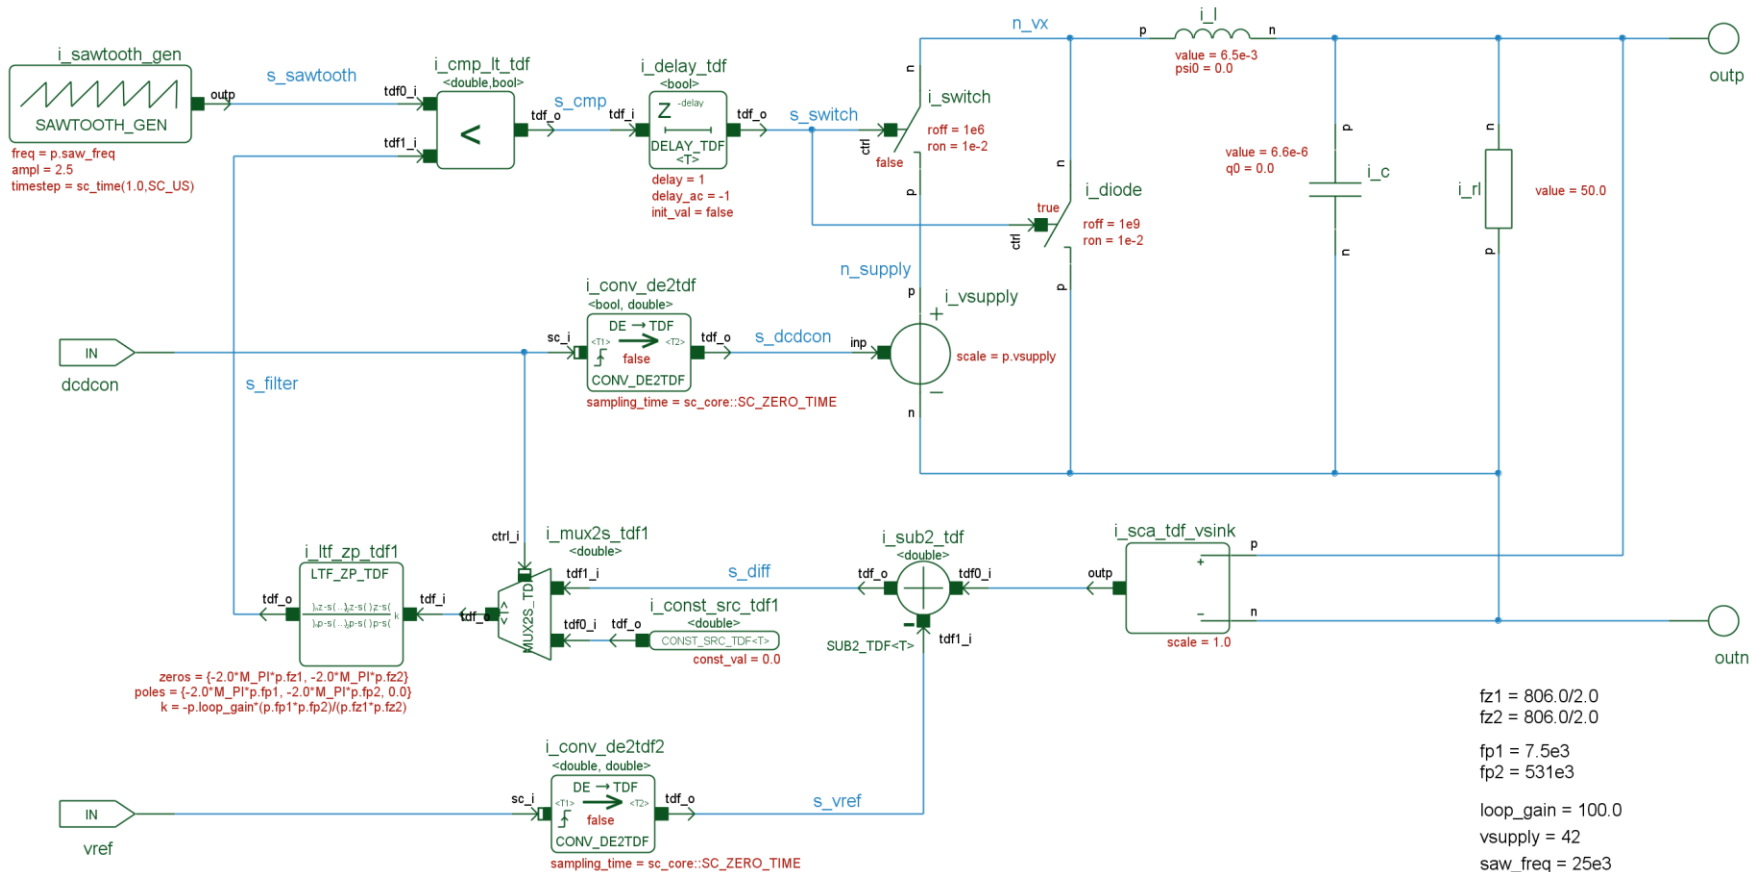 i_sawtooth_gen
SAWTOOTH_GEN
outp
freq = p.saw_freq
ampl = 2.5
timestep = sc_time(1.0,SC_US)
s_sawtooth
i_cmp_lt_tdf
<double,bool>
tdf0_i
tdf1_i
<
tdf_o
s_cmp
i_delay_tdf
<bool>
tdf_i
Z -delay
DELAY_TDF
<T>
tdf_o
delay = 1
delay_ac = -1
init_val = false
s_switch
n_vx
i_switch
n
ctrl
false
p
roff = 1e6
ron = 1e-2
i_diode
n
true
ctrl
p
roff = 1e9
ron = 1e-2
p
i_l
n
value = 6.5e-3
psi0 = 0.0
p
value = 6.6e-6
q0 = 0.0
i_c
n
n
i_rl
value = 50.0
p
outp
n_supply
p
i_vsupply
+
inp
scale = p.vsupply
−
n
i_conv_de2tdf
<bool, double>
sc_i
DE → TDF
<T1>
<T2>
false
CONV_DE2TDF
tdf_o
sampling_time = sc_core::SC_ZERO_TIME
s_dcdcon
IN
dcdcon
s_filter
i_ltf_zp_tdf1
LTF_ZP_TDF
tdf_o
tdf_i
k
zeros = {-2.0*M_PI*p.fz1, -2.0*M_PI*p.fz2}
poles = {-2.0*M_PI*p.fp1, -2.0*M_PI*p.fp2, 0.0}
k = -p.loop_gain*(p.fp1*p.fp2)/(p.fz1*p.fz2)
ctrl_i
i_mux2s_tdf1
<double>
tdf1_i
tdf_o
<T>
tdf0_i
s_diff
i_const_src_tdf1
<double>
tdf_o
CONST_SRC_TDF<T>
const_val = 0.0
i_sub2_tdf
<double>
tdf_o
tdf0_i
−
SUB2_TDF<T>
tdf1_i
i_sca_tdf_vsink
outp
+
−
p
n
scale = 1.0
outn
i_conv_de2tdf2
<double, double>
sc_i
DE → TDF
<T1>
<T2>
false
CONV_DE2TDF
tdf_o
sampling_time = sc_core::SC_ZERO_TIME
s_vref
IN
vref
fz1 = 806.0/2.0
fz2 = 806.0/2.0
fp1 = 7.5e3
fp2 = 531e3
loop_gain = 100.0
vsupply = 42
saw_freq = 25e3